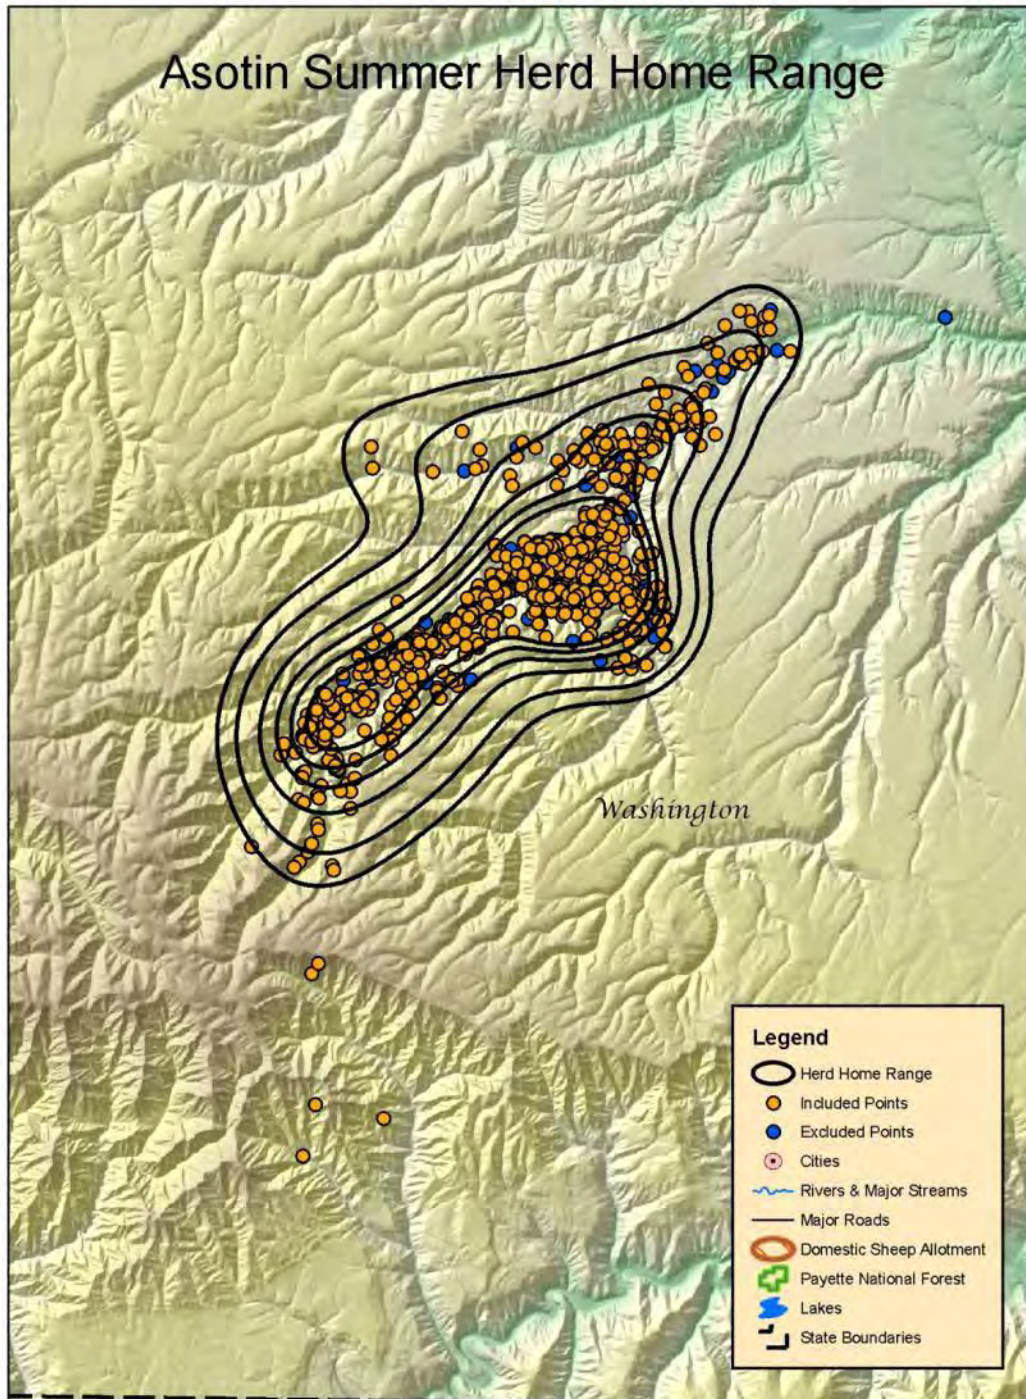 Asotin Summer Herd Home Range
Washington
Legend
Herd Home Range
Included Points
Excluded Points
Cities
Rivers & Major Streams
Major Roads
Domestic Sheep Allotment
Payette National Forest
Lakes
State Boundaries